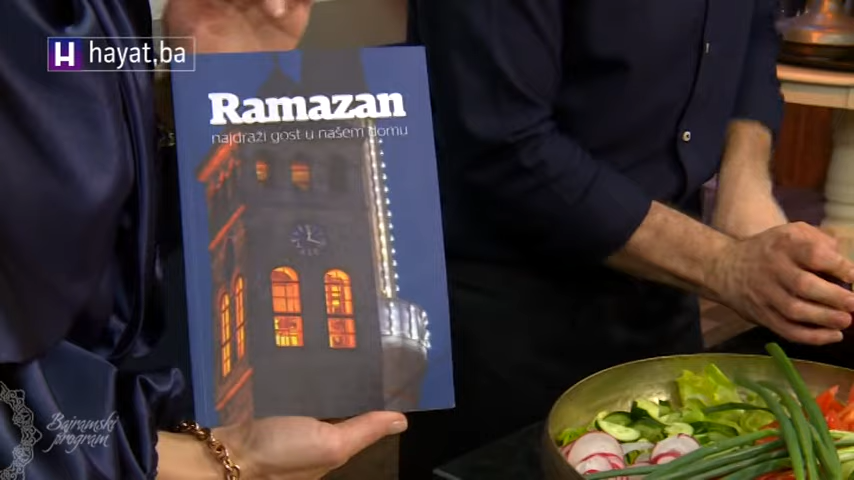 H hayat.ba
Ramazan
najdraži gost u našem domu
Bajramski
program